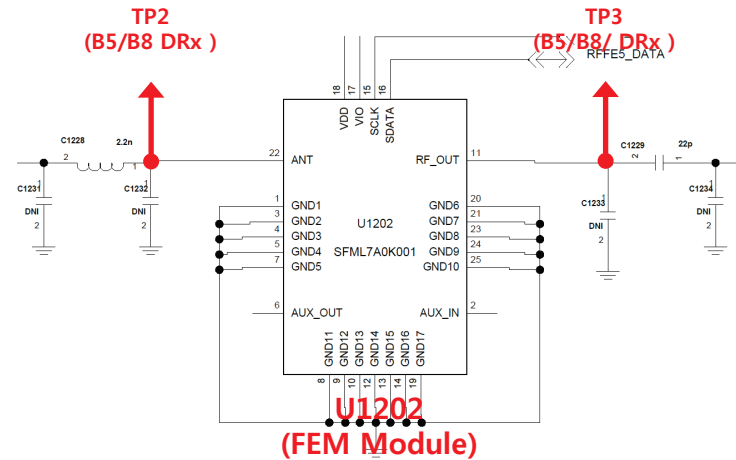 TP2
(B5/B8 DRx )
TP3
(B5/B8/ DRx )
RFFE5_DATA
18
17
15
16
VDD
VIO
SCLK
SDATA
C1228
2.2n
2
1
C1229
22p
2
1
22
ANT
RF_OUT
11
C1231
1
DNI
2
C1232
1
DNI
2
C1233
1
DNI
2
C1234
1
DNI
2
1
GND1
GND6
20
3
GND2
GND7
21
4
GND3
U1202
GND8
23
5
GND4
SFML7A0K001
GND9
24
7
GND5
GND10
25
6
AUX_OUT
AUX_IN
2
GND11
GND12
GND13
GND14
GND15
GND16
GND17
8
9
10
12
13
14
19
U1202
(FEM Module)